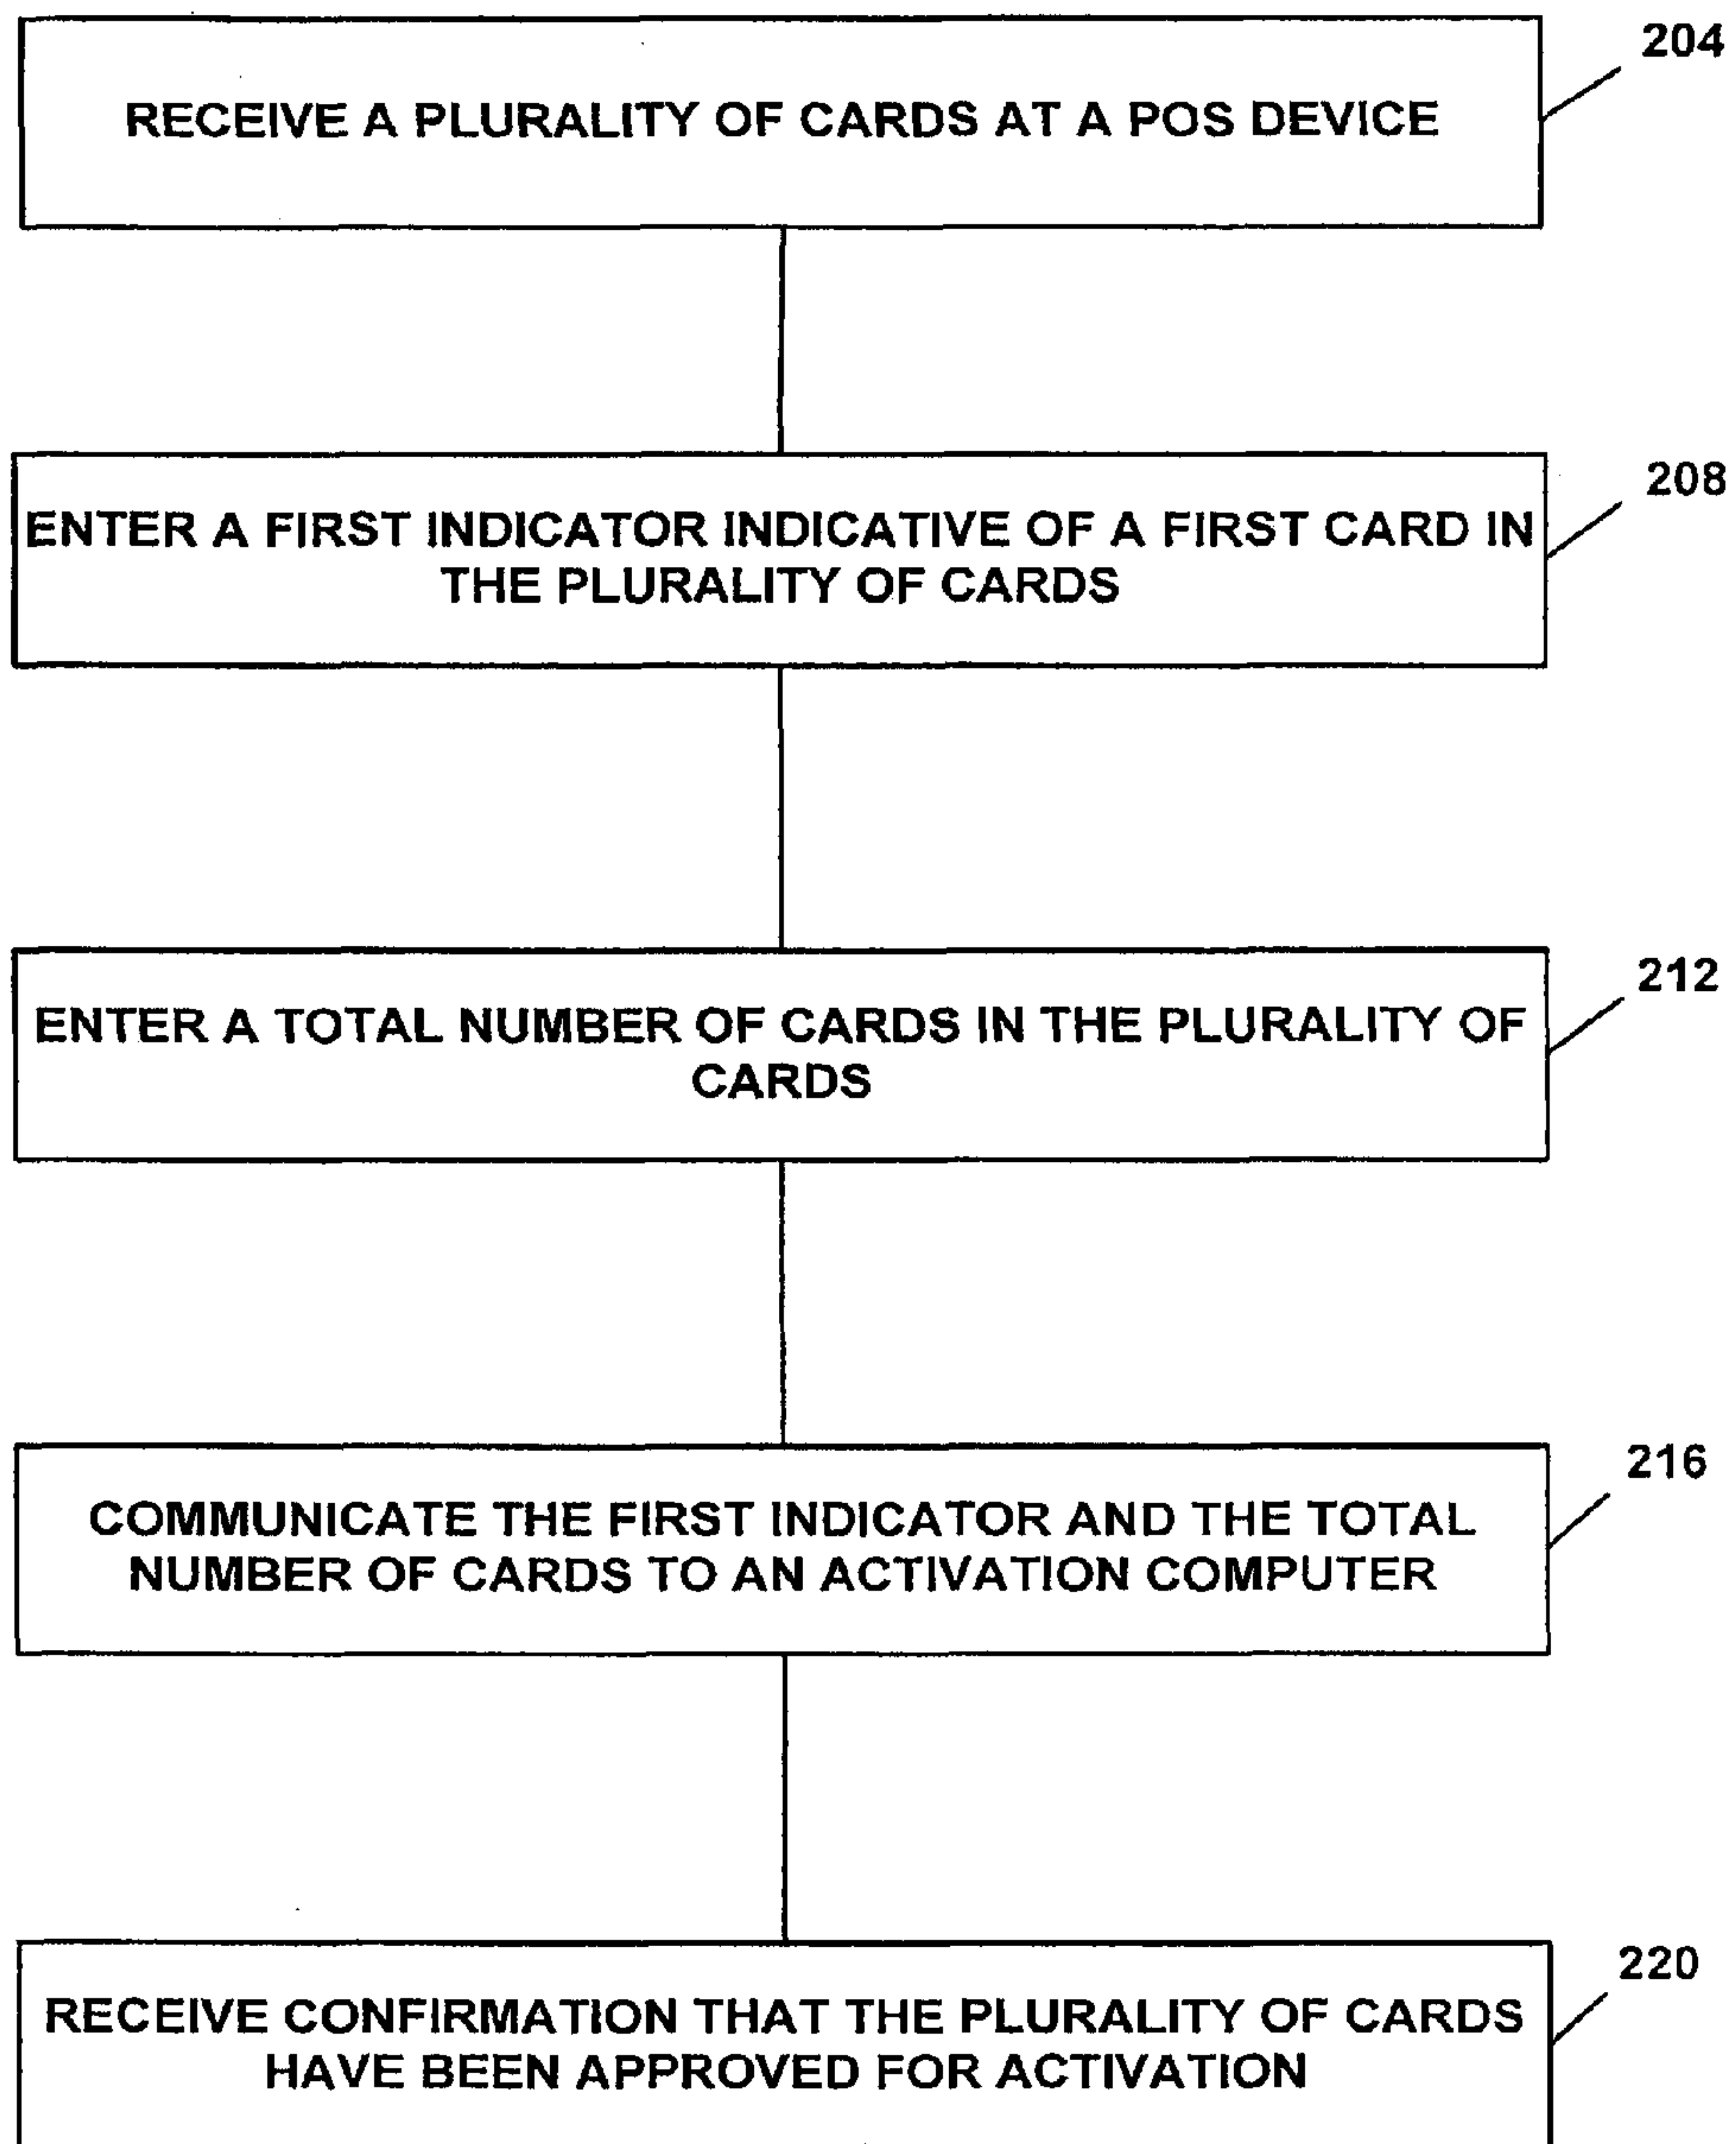 204
RECEIVE A PLURALITY OF CARDS AT A POS DEVICE
208
ENTER A FIRST INDICATOR INDICATIVE OF A FIRST CARD IN
THE PLURALITY OF CARDS
212
ENTER A TOTAL NUMBER OF CARDS IN THE PLURALITY OF
CARDS
216
COMMUNICATE THE FIRST INDICATOR AND THE TOTAL
NUMBER OF CARDS TO AN ACTIVATION COMPUTER
220
RECEIVE CONFIRMATION THAT THE PLURALITY OF CARDS
HAVE BEEN APPROVED FOR ACTIVATION